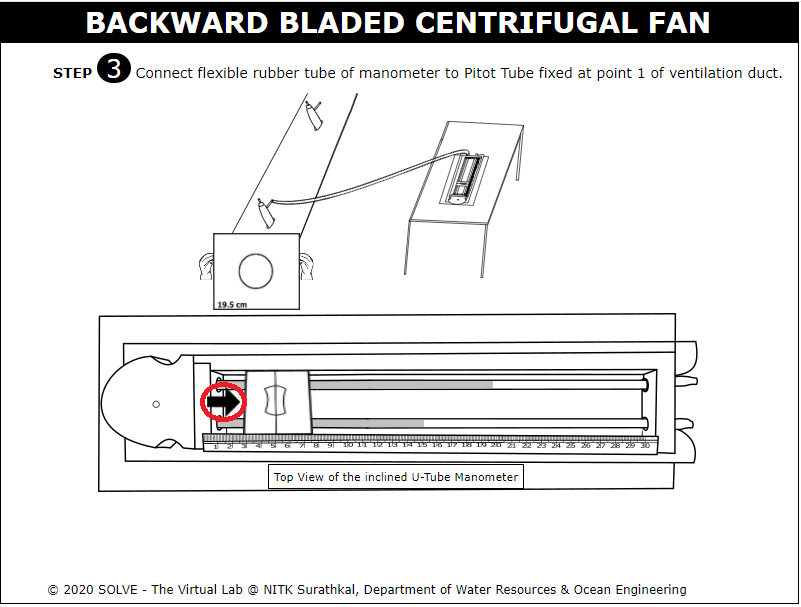 BACKWARD BLADED CENTRIFUGAL FAN
STEP 3 Connect flexible rubber tube of manometer to Pitot Tube fixed at point 1 of ventilation duct.
19.5 cm
1 2 3 4 5 6 7 8 9 10 11 12 13 14 15 16 17 18 19 20 21 22 23 24 25 26 27 28 29 30
Top View of the inclined U-Tube Manometer
© 2020 SOLVE - The Virtual Lab @ NITK Surathkal, Department of Water Resources & Ocean Engineering